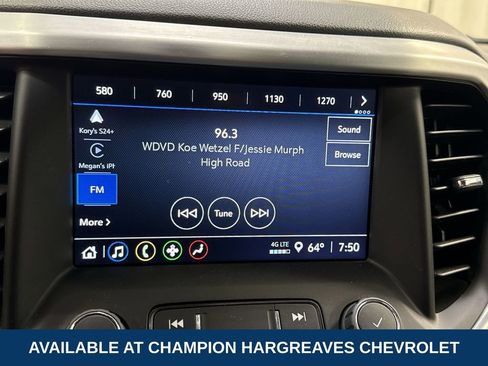 580 760 950 1130 1270
Kory's S24+
Megan's iPh
FM
More
96.3
WDVD Koe Wetzel F/Jessie Murph
High Road
Sound
Browse
Tune
4G LTE
64° 7:50
AVAILABLE AT CHAMPION HARGREAVES CHEVROLET